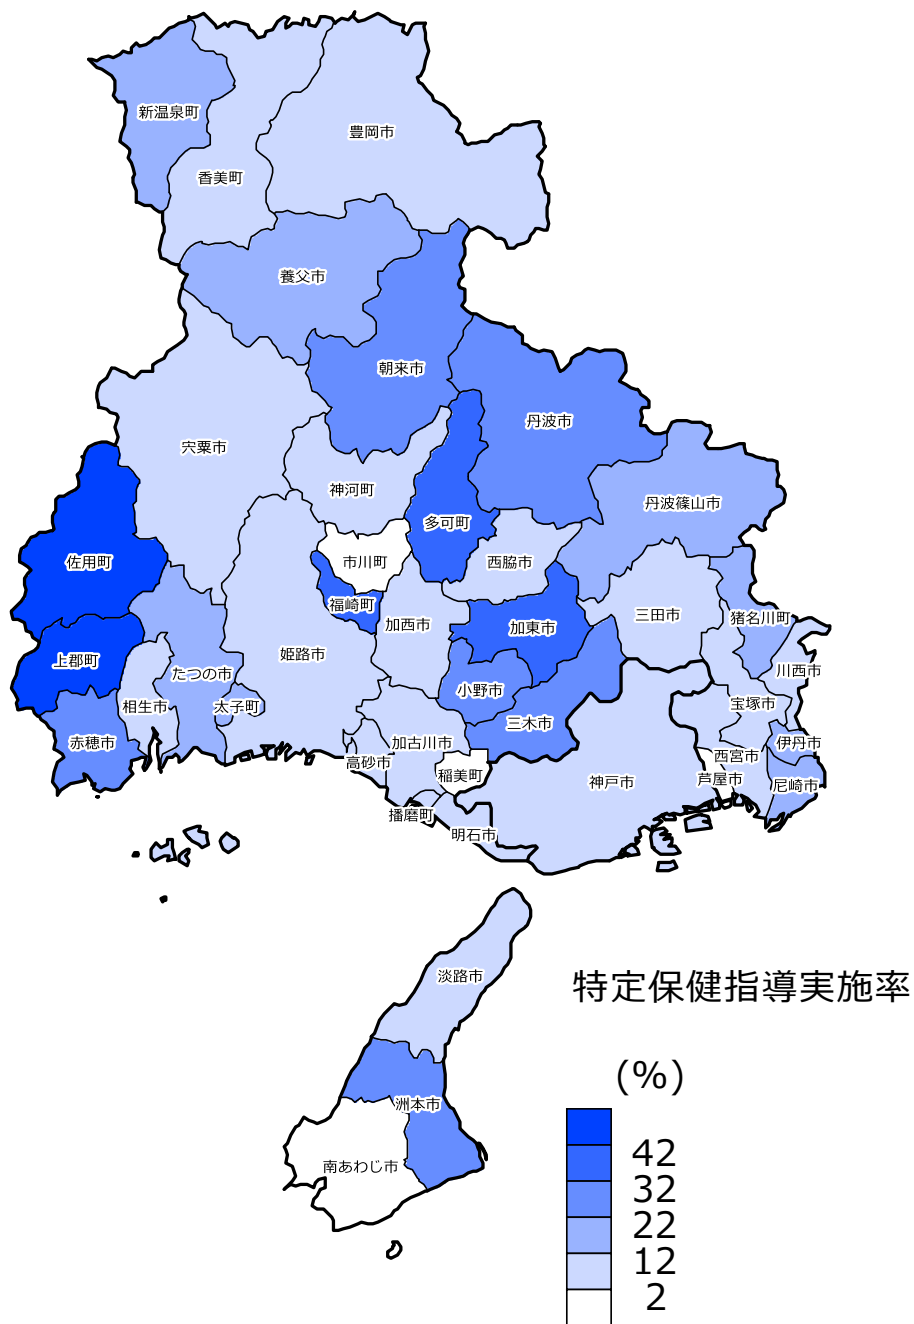 新温泉町
豊岡市
香美町
養父市
朝来市
丹波市
宍粟市
神河町
丹波篠山市
多可町
市川町
西脇市
佐用町
福崎町
加西市
加東市
三田市
猪名川町
上郡町
姫路市
川西市
たつの市
小野市
相生市
太子町
三木市
宝塚市
赤穂市
加古川市
伊丹市
高砂市
西宮市
稲美町
芦屋市
神戸市
尼崎市
播磨町
明石市
淡路市
特定保健指導実施率
(%)
洲本市
南あわじ市
42
32
22
12
2